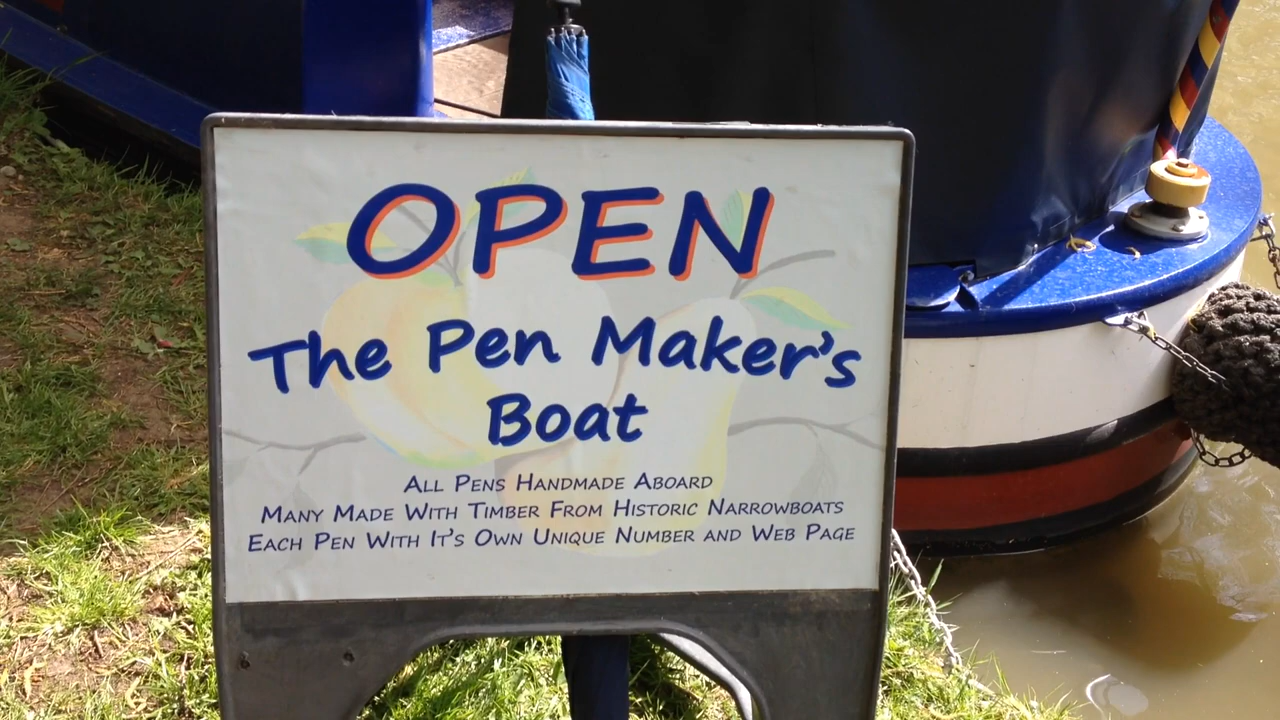 OPEN
The Pen Maker's
Boat
All Pens Handmade Aboard
Many Made With Timber From Historic Narrowboats
Each Pen With It's Own Unique Number and Web Page